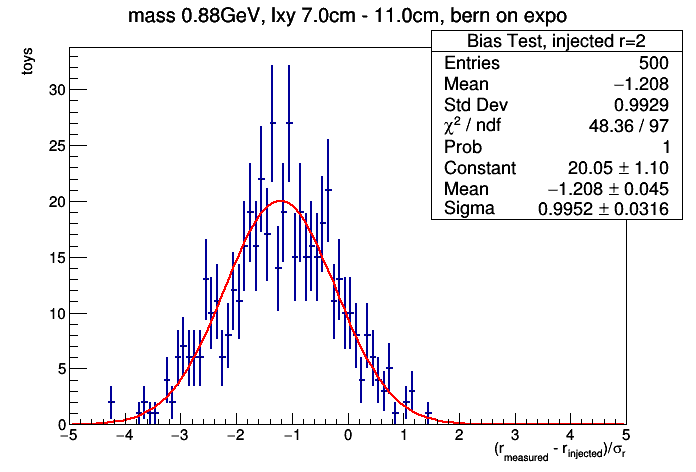 mass 0.88GeV, lxy 7.0cm - 11.0cm, bern on expo
toys
Bias Test, injected r=2
Entries 500
Mean −1.208
Std Dev 0.9929
χ² / ndf 48.36 / 97
Prob 1
Constant 20.05 ± 1.10
Mean −1.208 ± 0.045
Sigma 0.9952 ± 0.0316
30
25
20
15
10
5
0
−5 −4 −3 −2 −1 0 1 2 3 4 5
(r_measured - r_injected)/σ_r